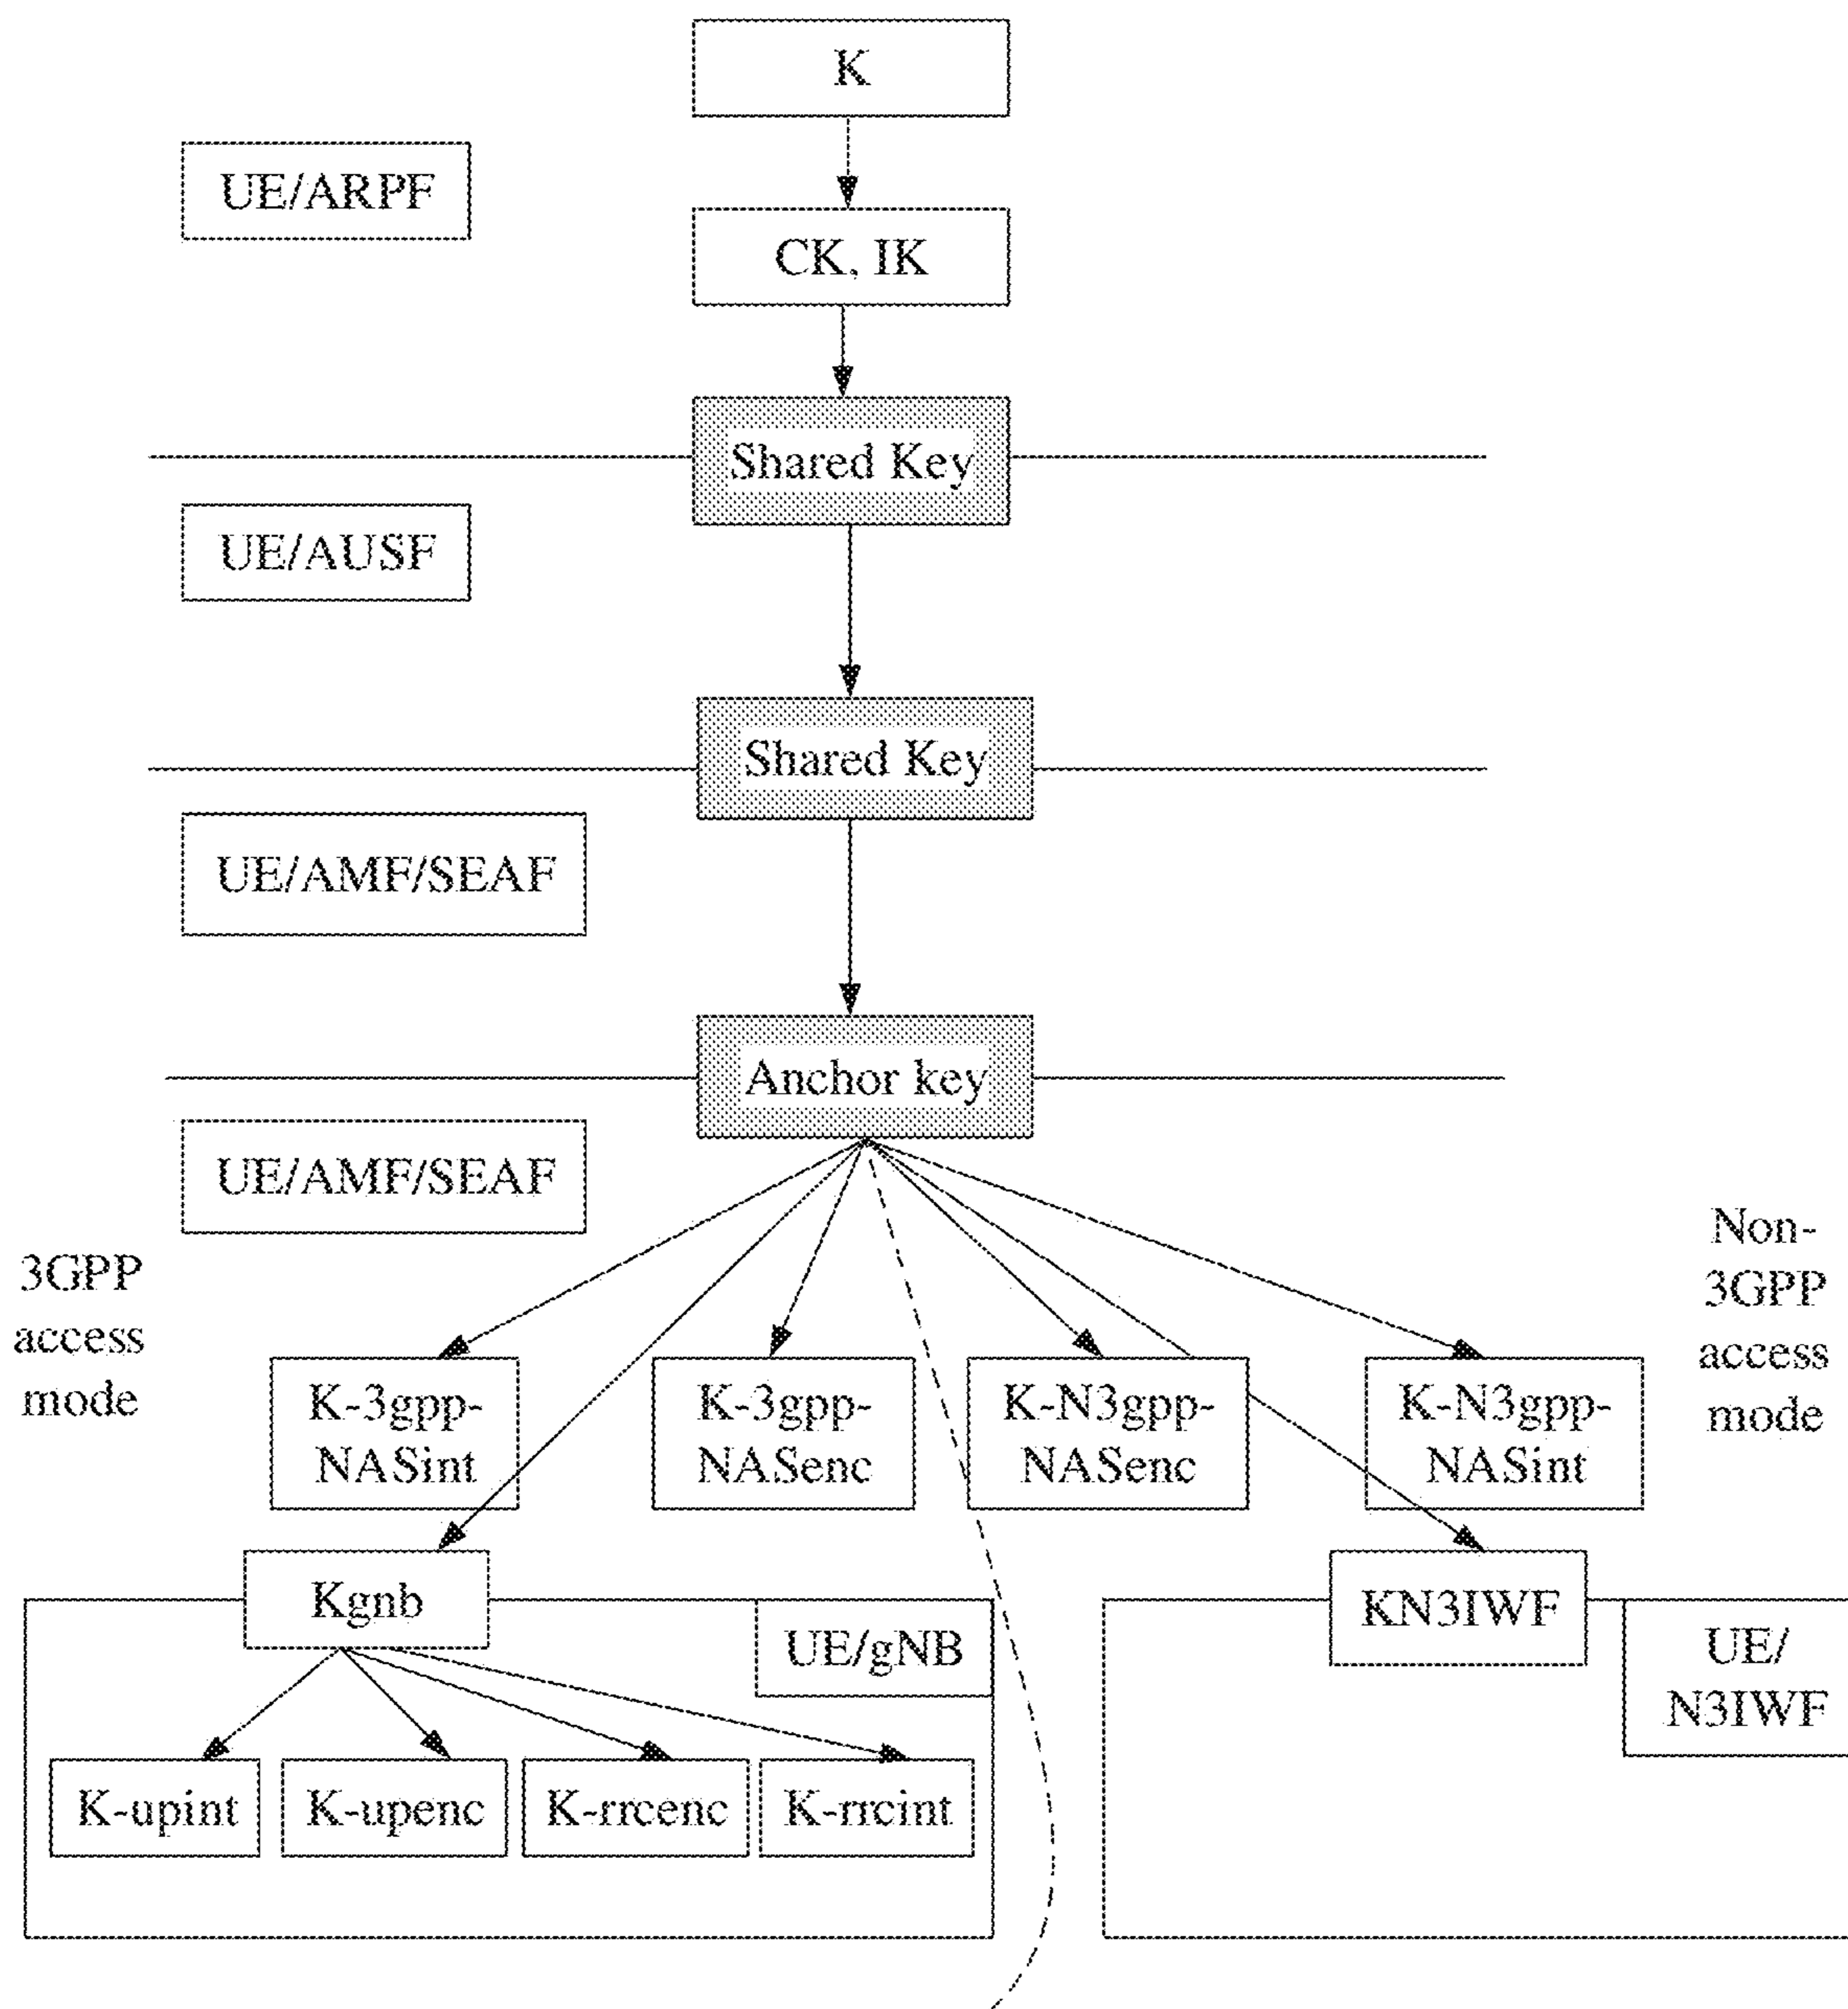 K
UE/ARPF
CK, IK
Shared Key
UE/AUSF
Shared Key
UE/AMF/SEAF
Anchor key
UE/AMF/SEAF
3GPP
access
mode
Non-
3GPP
access
mode
K-3gpp-
NASint
K-3gpp-
NASenc
K-N3gpp-
NASenc
K-N3gpp-
NASint
Kgnb
UE/gNB
KN3IWF
UE/
N3IWF
K-upint
K-upenc
K-rrcenc
K-rrcint